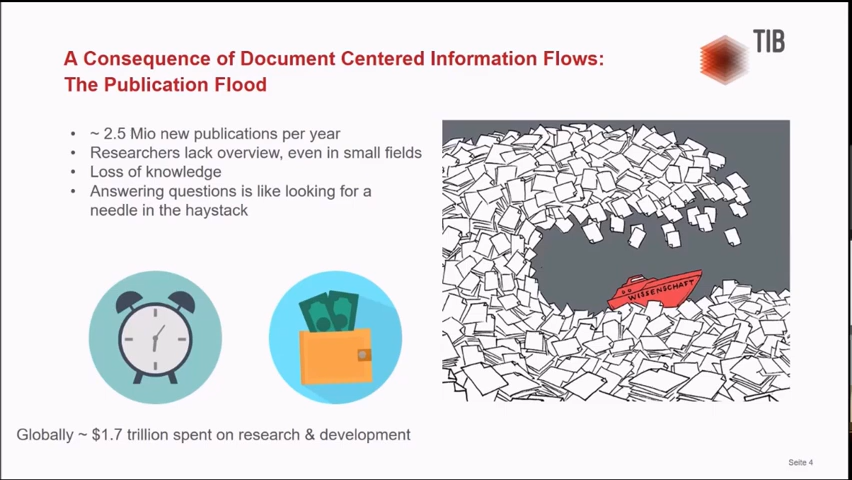 TIB
A Consequence of Document Centered Information Flows:
The Publication Flood
• ~ 2.5 Mio new publications per year
• Researchers lack overview, even in small fields
• Loss of knowledge
• Answering questions is like looking for a
needle in the haystack
WISSENSCHAFT
Globally ~ $1.7 trillion spent on research & development
Seite 4